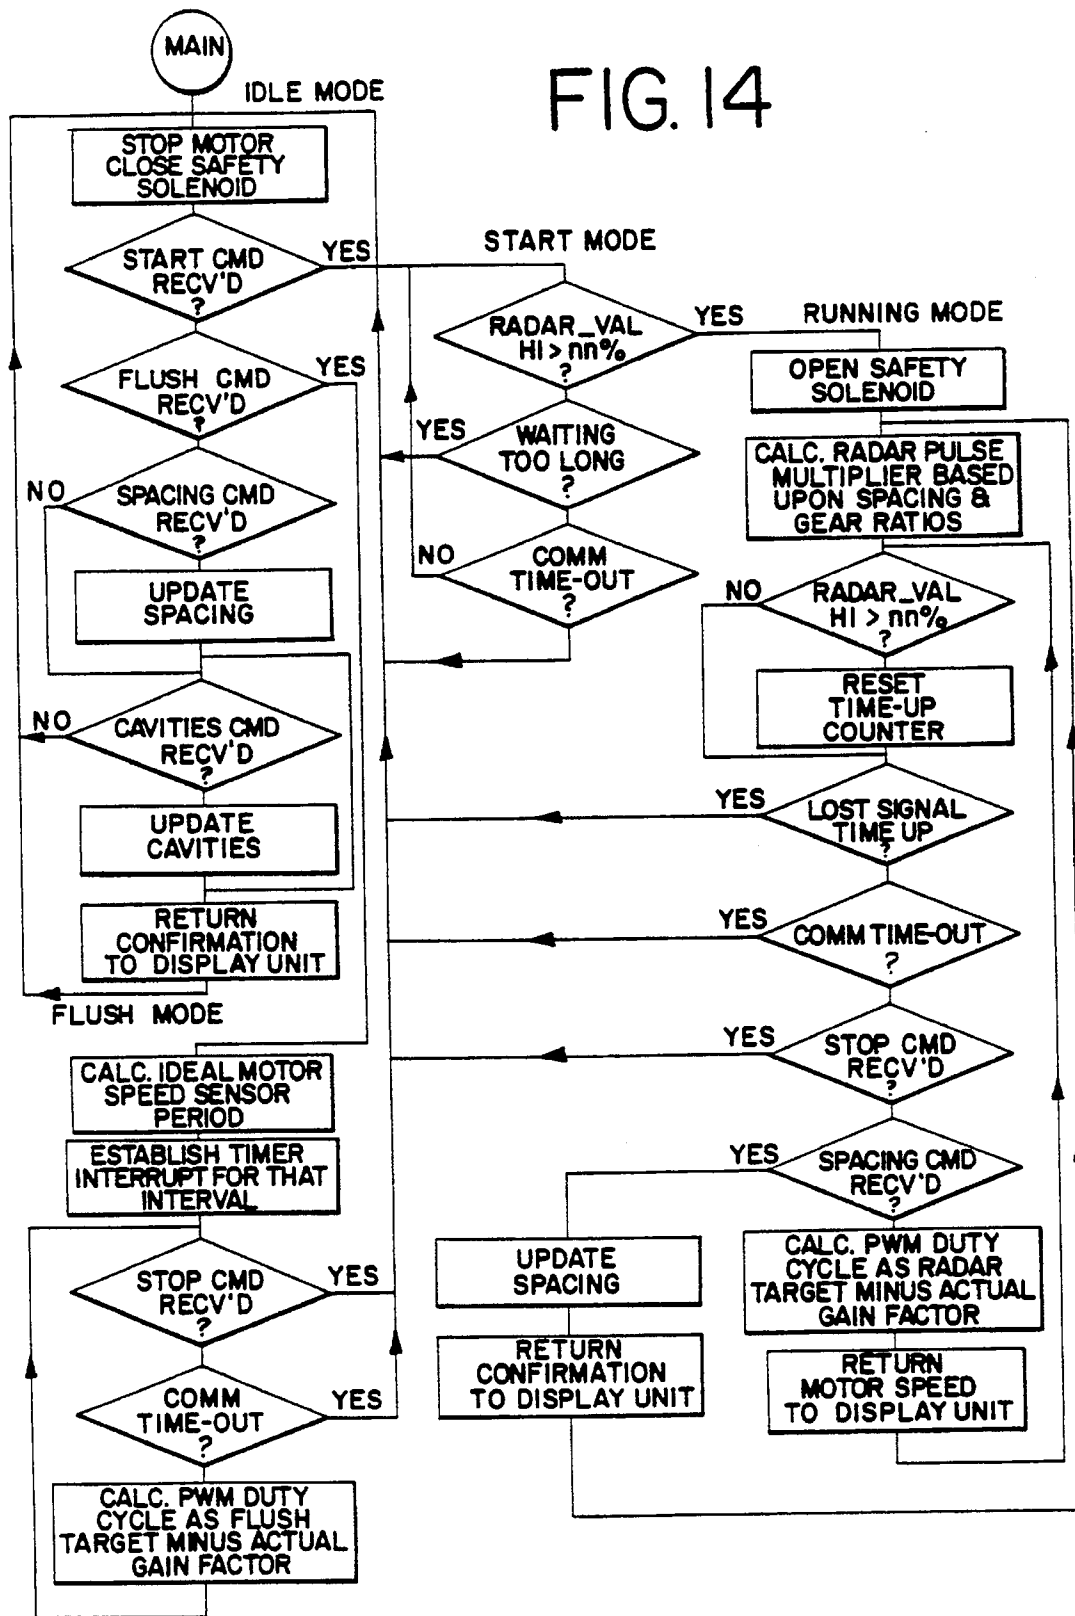 MAIN
IDLE MODE
FIG. 14
STOP MOTOR
CLOSE SAFETY
SOLENOID
START CMD
RECV'D
?
YES
FLUSH CMD
RECV'D
?
YES
SPACING CMD
RECV'D
?
NO
UPDATE
SPACING
CAVITIES CMD
RECV'D
?
NO
UPDATE
CAVITIES
RETURN
CONFIRMATION
TO DISPLAY UNIT
FLUSH MODE
CALC. IDEAL MOTOR
SPEED SENSOR
PERIOD
ESTABLISH TIMER
INTERRUPT FOR THAT
INTERVAL
STOP CMD
RECV'D
?
YES
COMM
TIME-OUT
?
YES
CALC. PWM DUTY
CYCLE AS FLUSH
TARGET MINUS ACTUAL
GAIN FACTOR
START MODE
RADAR_VAL
HI > nn%
?
YES
WAITING
TOO LONG
?
YES
COMM
TIME-OUT
?
NO
RUNNING MODE
OPEN SAFETY
SOLENOID
CALC. RADAR PULSE
MULTIPLIER BASED
UPON SPACING &
GEAR RATIOS
RADAR_VAL
HI > nn%
?
NO
RESET
TIME-UP
COUNTER
LOST SIGNAL
TIME UP
?
YES
COMM TIME-OUT
?
YES
STOP CMD
RECV'D
?
YES
SPACING CMD
RECV'D
?
YES
UPDATE
SPACING
RETURN
CONFIRMATION
TO DISPLAY UNIT
CALC. PWM DUTY
CYCLE AS RADAR
TARGET MINUS ACTUAL
GAIN FACTOR
RETURN
MOTOR SPEED
TO DISPLAY UNIT